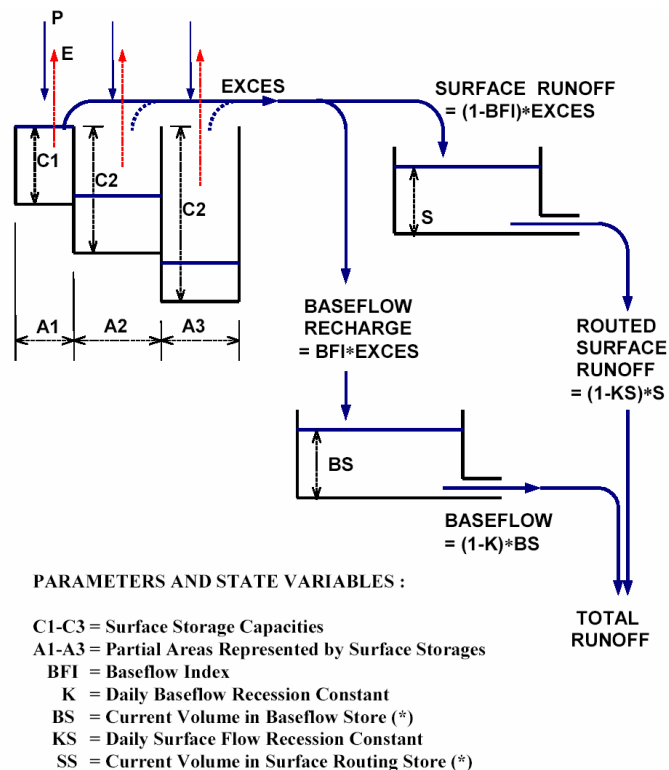 P
E
EXCES
SURFACE RUNOFF
= (1-BFI)*EXCES
C1
C2
C2
S
A1
A2
A3
BASEFLOW
RECHARGE
= BFI*EXCES
ROUTED
SURFACE
RUNOFF
= (1-KS)*S
BS
BASEFLOW
= (1-K)*BS
TOTAL
RUNOFF
PARAMETERS AND STATE VARIABLES :
C1-C3 = Surface Storage Capacities
A1-A3 = Partial Areas Represented by Surface Storages
BFI = Baseflow Index
K = Daily Baseflow Recession Constant
BS = Current Volume in Baseflow Store (*)
KS = Daily Surface Flow Recession Constant
SS = Current Volume in Surface Routing Store (*)